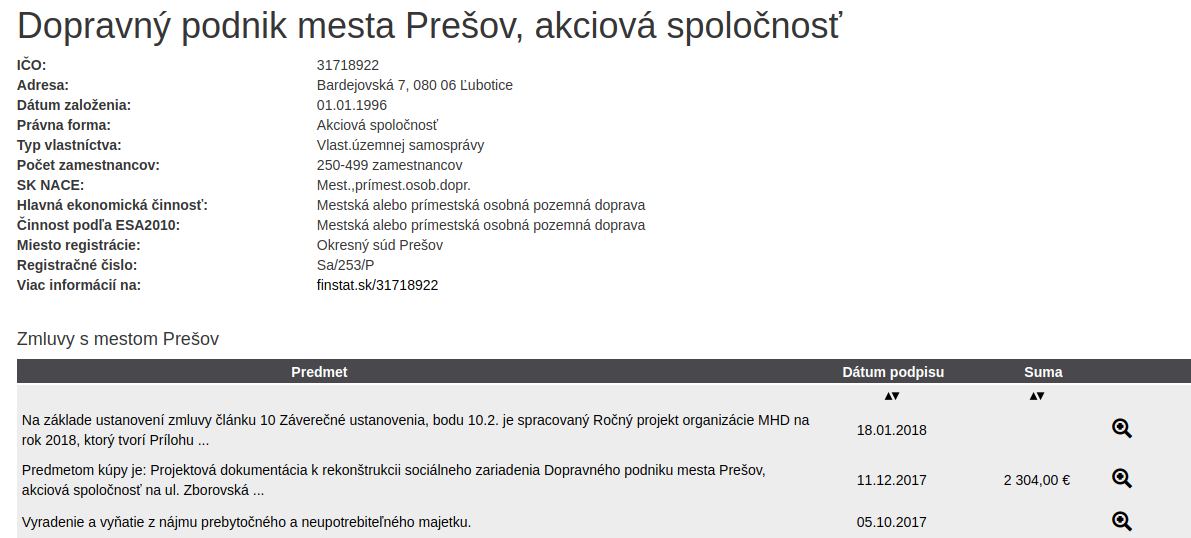 Dopravný podnik mesta Prešov, akciová spoločnosť
IČO: 31718922
Adresa: Bardejovská 7, 080 06 Ľubotice
Dátum založenia: 01.01.1996
Právna forma: Akciová spoločnosť
Typ vlastníctva: Vlast.územnej samosprávy
Počet zamestnancov: 250-499 zamestnancov
SK NACE: Mest.,prímest.osob.dopr.
Hlavná ekonomická činnosť: Mestská alebo prímestská osobná pozemná doprava
Činnost podľa ESA2010: Mestská alebo prímestská osobná pozemná doprava
Miesto registrácie: Okresný súd Prešov
Registračné čislo: Sa/253/P
Viac informácií na: finstat.sk/31718922
Zmluvy s mestom Prešov
Predmet Dátum podpisu Suma
▲▼ ▲▼
Na základe ustanovení zmluvy článku 10 Záverečné ustanovenia, bodu 10.2. je spracovaný Ročný projekt organizácie MHD na
rok 2018, ktorý tvorí Prílohu ...
18.01.2018
Predmetom kúpy je: Projektová dokumentácia k rekonštrukcii sociálneho zariadenia Dopravného podniku mesta Prešov,
akciová spoločnosť na ul. Zborovská ...
11.12.2017 2 304,00 €
Vyradenie a vyňatie z nájmu prebytočného a neupotrebiteľného majetku. 05.10.2017